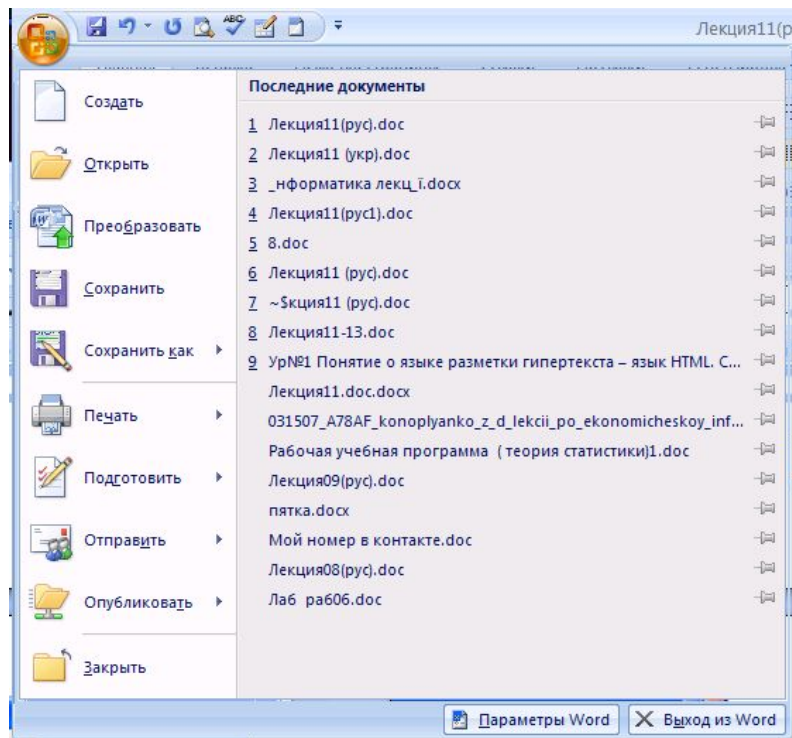 ABC
Лекция11(р
Создать
Открыть
Преобразовать
Сохранить
Сохранить как
Печать
Подготовить
Отправить
Опубликовать
Закрыть
Последние документы
1 Лекция11(рус).doc
2 Лекция11 (укр).doc
3 _нформатика лекц_ї.docx
4 Лекция11(рус1).doc
5 8.doc
6 Лекция11 (рус).doc
7 ~$кция11 (рус).doc
8 Лекция11-13.doc
9 Ур№1 Понятие о языке разметки гипертекста – язык HTML. С...
Лекция11.doc.docx
031507_A78AF_konoplyanko_z_d_lekcii_po_ekonomicheskoy_inf...
Рабочая учебная программа ( теория статистики)1.doc
Лекция09(рус).doc
пятка.docx
Мой номер в контакте.doc
Лекция08(рус).doc
Лаб ра606.doc
Параметры Word
Выход из Word